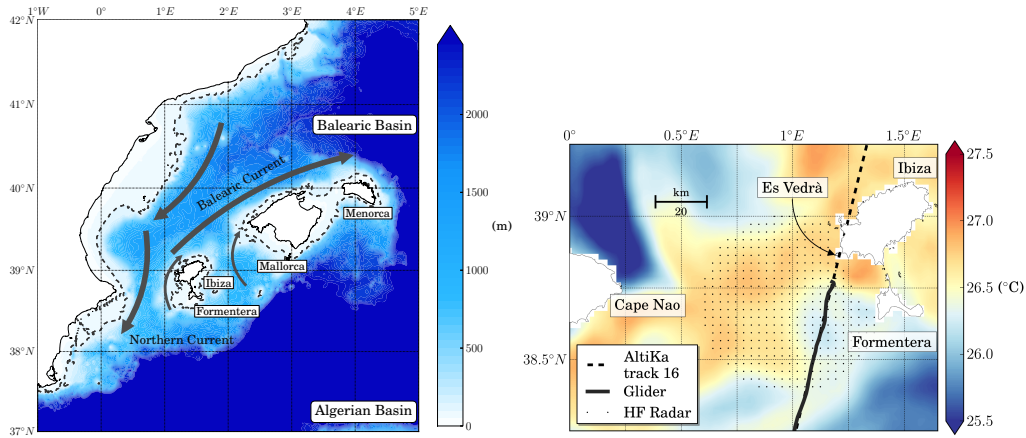 1°W
0°
1°E
2°E
3°E
4°E
5°E
42°N
41°N
40°N
39°N
38°N
37°N
Balearic Basin
Balearic Current
Menorca
Mallorca
Ibiza
Formentera
Northern Current
Algerian Basin
2000
1500
1000
500
0
(m)
0°
0.5°E
1°E
1.5°E
39°N
38.5°N
km
20
Es Vedrà
Ibiza
Cape Nao
Formentera
AltiKa
track 16
Glider
HF Radar
27.5
27.0
26.5
26.0
25.5
(°C)